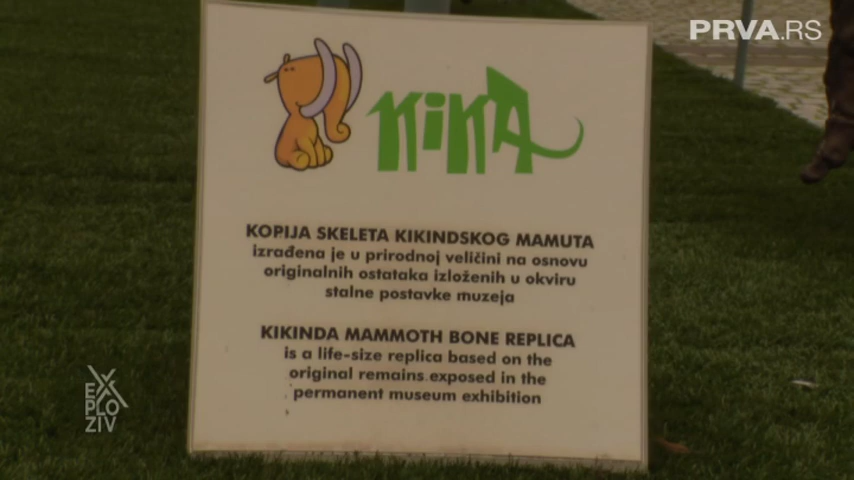 PRVA.RS
KiKA
KOPIJA SKELETA KIKINDSKOG MAMUTA
izrađena je u prirodnoj veličini na osnovu
originalnih ostataka izloženih u okviru
stalne postavke muzeja
KIKINDA MAMMOTH BONE REPLICA
is a life-size replica based on the
original remains exposed in the
permanent museum exhibition
EX
PLO
ZIV